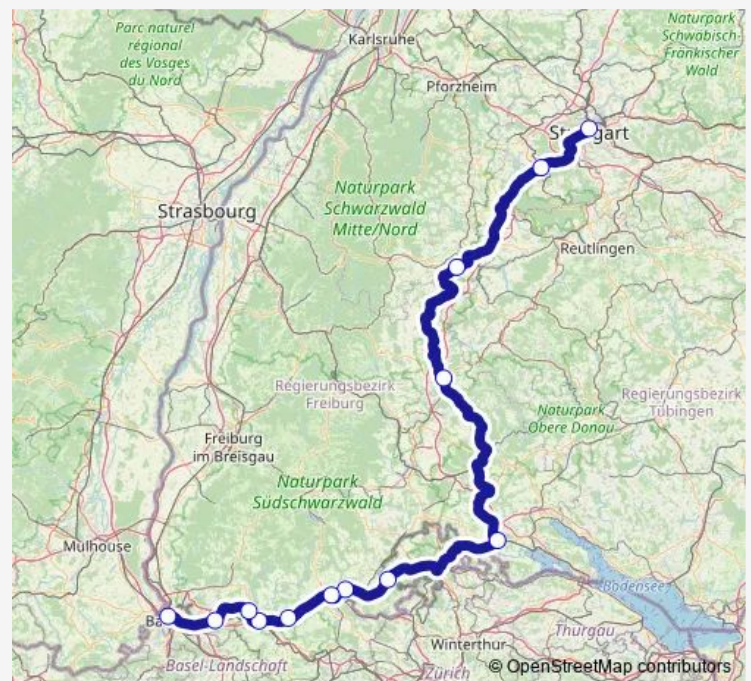 Parc naturel
régional
des Vosges
du Nord
Karlsruhe
Naturpark
Schwäbisch-
Fränkischer
Wald
Pforzheim
Strasbourg
Naturpark
Schwarzwald
Mitte/Nord
Reutlingen
Regierungsbezirk
Freiburg
Regierungsbezirk
Tübingen
Naturpark
Obere Donau
Freiburg
im Breisgau
Naturpark
Südschwarzwald
Mulhouse
Bodensee
Thurgau
Winterthur
Basel-Landschaft
Zürich
© OpenStreetMap contributors